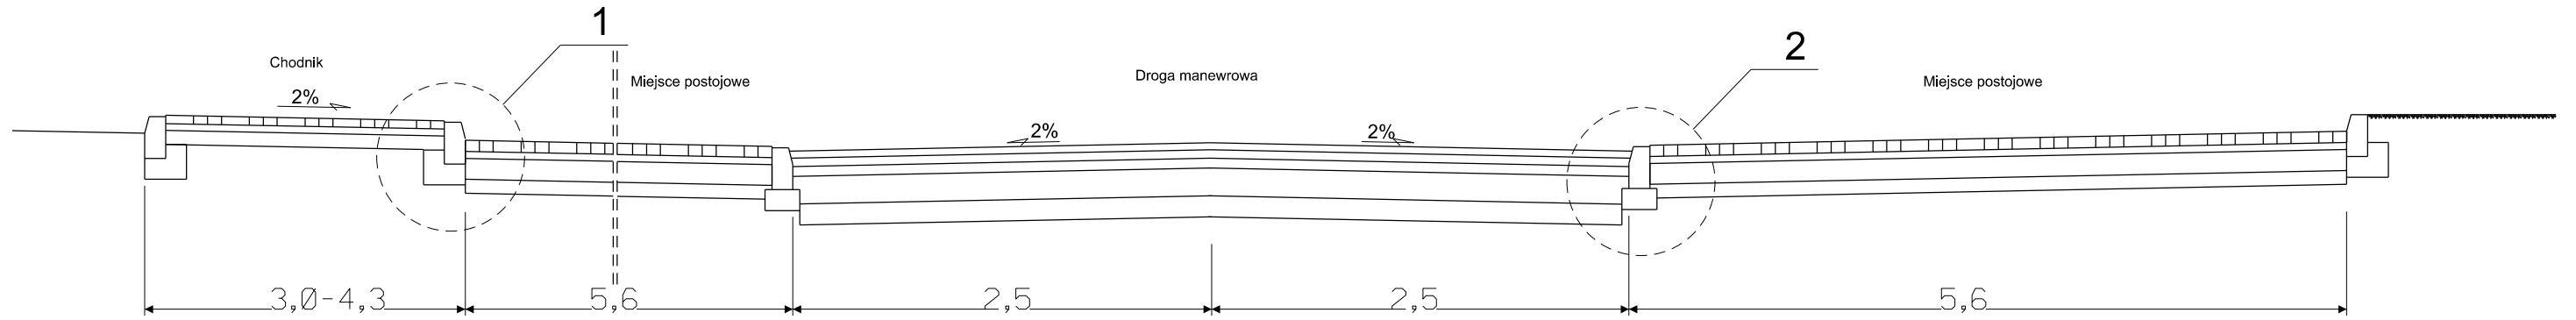 1
2
Chodnik
Miejsce postojowe
Droga manewrowa
Miejsce postojowe
2%
2%
2%
3,0-4,3
5,6
2,5
2,5
5,6